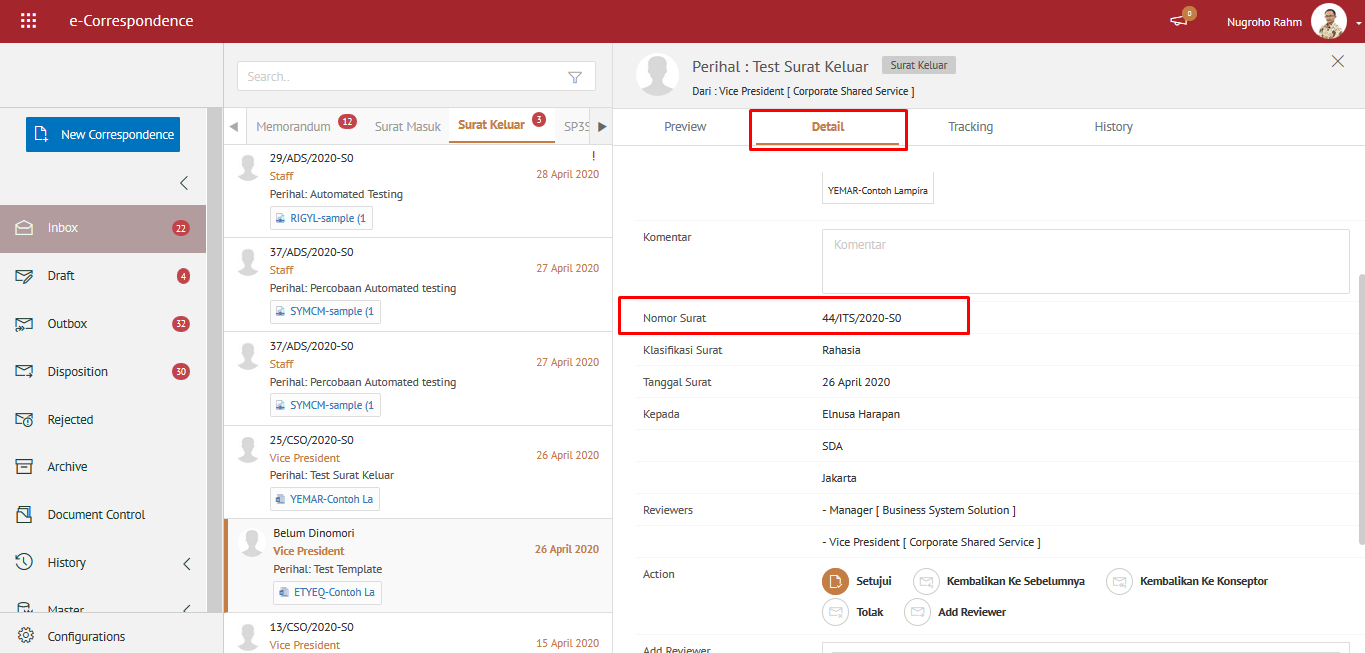 e-Correspondence
0
Nugroho Rahm
New Correspondence
Inbox 22
Draft 4
Outbox 32
Disposition 30
Rejected
Archive
Document Control
History
Master
Configurations
Search..
Memorandum 12 Surat Masuk Surat Keluar 3 SP3S
29/ADS/2020-S0 !
Staff 28 April 2020
Perihal: Automated Testing
RIGYL-sample (1
37/ADS/2020-S0
Staff 27 April 2020
Perihal: Percobaan Automated testing
SYMCM-sample (1
37/ADS/2020-S0
Staff 27 April 2020
Perihal: Percobaan Automated testing
SYMCM-sample (1
25/CSO/2020-S0
Vice President 26 April 2020
Perihal: Test Surat Keluar
YEMAR-Contoh La
Belum Dinomori
Vice President 26 April 2020
Perihal: Test Template
ETYEQ-Contoh La
13/CSO/2020-S0
Vice President 15 April 2020
Perihal : Test Surat Keluar Surat Keluar
Dari : Vice President [ Corporate Shared Service ]
Preview Detail Tracking History
YEMAR-Contoh Lampira
Komentar Komentar
Nomor Surat 44/ITS/2020-S0
Klasifikasi Surat Rahasia
Tanggal Surat 26 April 2020
Kepada Elnusa Harapan
SDA
Jakarta
Reviewers - Manager [ Business System Solution ]
- Vice President [ Corporate Shared Service ]
Action Setujui Kembalikan Ke Sebelumnya Kembalikan Ke Konseptor
Tolak Add Reviewer
Add Reviewer